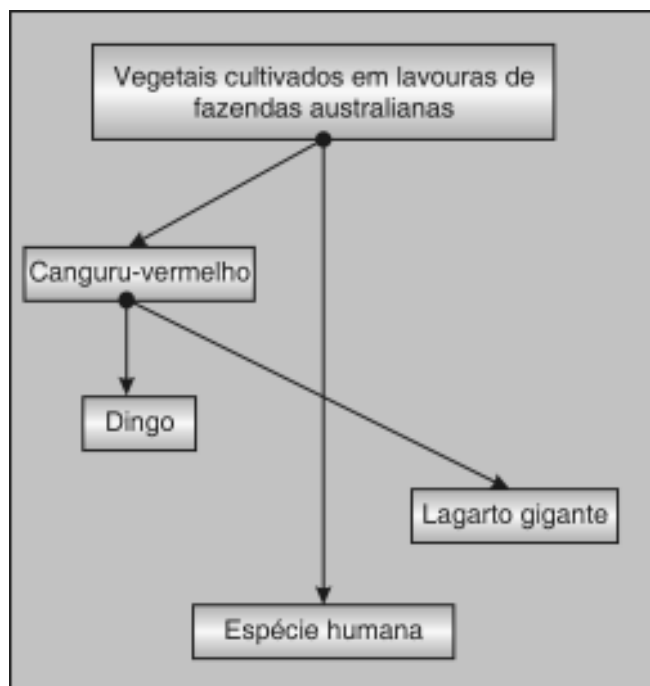 Vegetais cultivados em lavouras de
fazendas australianas
Canguru-vermelho
Dingo
Lagarto gigante
Espécie humana